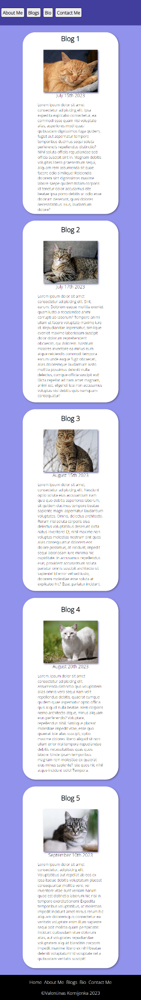 About Me Blogs Bio Contact Me
Blog 1
July 15th 2023
Lorem ipsum dolor sit amet
consectetur adipisicing elit. Ipsa
expedita explicabo consectetur, ea
commodi esse quam nisi voluptate
alias, asperiores modi quasi
quibusdam dignissimos fuga quidem,
fugiat aut aspernatur tempore
temporibus ducimus sequi soluta
perferendis repellendus distinctio?
Nihil soluta officiis repudiandae sed
officia suscipit sint in. Magnam debitis
voluptas libero praesentium sequi,
aliquam rem assumenda sit quae
facere odio similique! Reiciendis
dolorem sint dignissimos maxime
labore saepe quidem totam corporis
id tenetur dolor accusamus iste
beatae ipsa porro debitis ut odio esse
dolorum deserunt, quasi dolores
necessitatibus. Eius, laudantium
dolore?
Blog 2
July 17th 2023
Lorem ipsum dolor sit amet
consectetur adipisicing elit. Sint,
earum. Dolorem eaque mollitia eveniet
quam iusto a recusandae animi
corrupti ab laborum? Tempore animi
ullam ut facere voluptate maxime iure
id. Repudiandae aspernatur, similique
eveniet maxime laboriosam suscipit
dolor dolorum reprehenderit
obcaecati, qui dolorem. Nostrum
maiores inventore ea minus eum
atque reiciendis commodi tempora
earum unde eaque fugit obcaecati,
alias doloremque laudantium iusto
mollitia possimus deleniti nulla
delectus, cumque officia suscipit est!
Dicta repellat ad nam amet magnam,
animi est, eligendi iste non accusamus
voluptas nisi debitis quis numquam
consequatur!
Blog 3
August 15th 2023
Lorem ipsum dolor sit amet,
consectetur adipisicing elit. Nesciunt
optio soluta eius accusantium nam
quia quo debitis asperiores laborum,
sit quidem ducimus tempore beatae
sapiente magni aspernatur laudantium
voluptates. Omnis, delectus architecto.
Rerum nisi soluta corporis eius
delectus voluptatibus deserunt dicta
natus inventore! Et, nihil maxime non
voluptas molestias nostrum sint quos
alias consequuntur dolorem eos
dolore possimus, at incidunt, impedit
sequi laboriosam iure minima hic
cupiditate. In accusamus repellendus
eius, provident accusantium soluta
pariatur omnis suscipit architecto sit
sapiente! Id error vel sed iusto,
dolorem molestiae esse soluta at
explicabo hic? Esse, pariatur incidunt.
Blog 4
August 20th 2023
Lorem, ipsum dolor sit amet
consectetur adipisicing elit.
Assumenda distinctio quo voluptatem
alias omnis vero sequi nam velit
repellendus debitis, quaerat cumque
quidem quae aspernatur optio officia
quis aliquid nulla beatae. Rem corporis
nemo architecto atque, minus aliquam
eius perferendis? Voluptate,
repellendus nihil. Similique placeat
molestiae impedit vitae, esse quo
quaerat iste alias suscipit, optio
maxime dolores libero aliquid sit non
ullam error nisi tempora repudiandae
debitis necessitatibus quas quos
labore. Unde ipsam temporibus
magnam rem molestiae ex quaerat
eius minus sapiente? Iste quos hic nihil
atque incidunt odio! Tempora.
Blog 5
September 10th 2023
Lorem ipsum dolor sit amet
consectetur, adipisicing elit.
Voluptatibus aut repellat ab eos ex
ipsa itaque debitis voluptatum placeat
consequuntur mollitia vero, vel
inventore vitae sunt veniam harum
quod est distinctio laborum hic nisi in
tempore exercitationem! Expedita
temporibus voluptatibus, ut molestias
impedit incidunt amet minus rerum hic
aliquam dolorem quis consectetur ea
veritatis voluptate enim illum sapiente
sequi odit mollitia quam perspiciatis!
Incidunt quibusdam vitae dolorum
alias, aut voluptates repudiandae
voluptatem aliquid blanditiis corporis
impedit maxime libero ex nihil beatae
deleniti voluptatum! Id voluptate vel a
quibusdam veritatis suscipit!
Home About Me Blogs Bio Contact Me
©Valentinas Kornijenka 2023